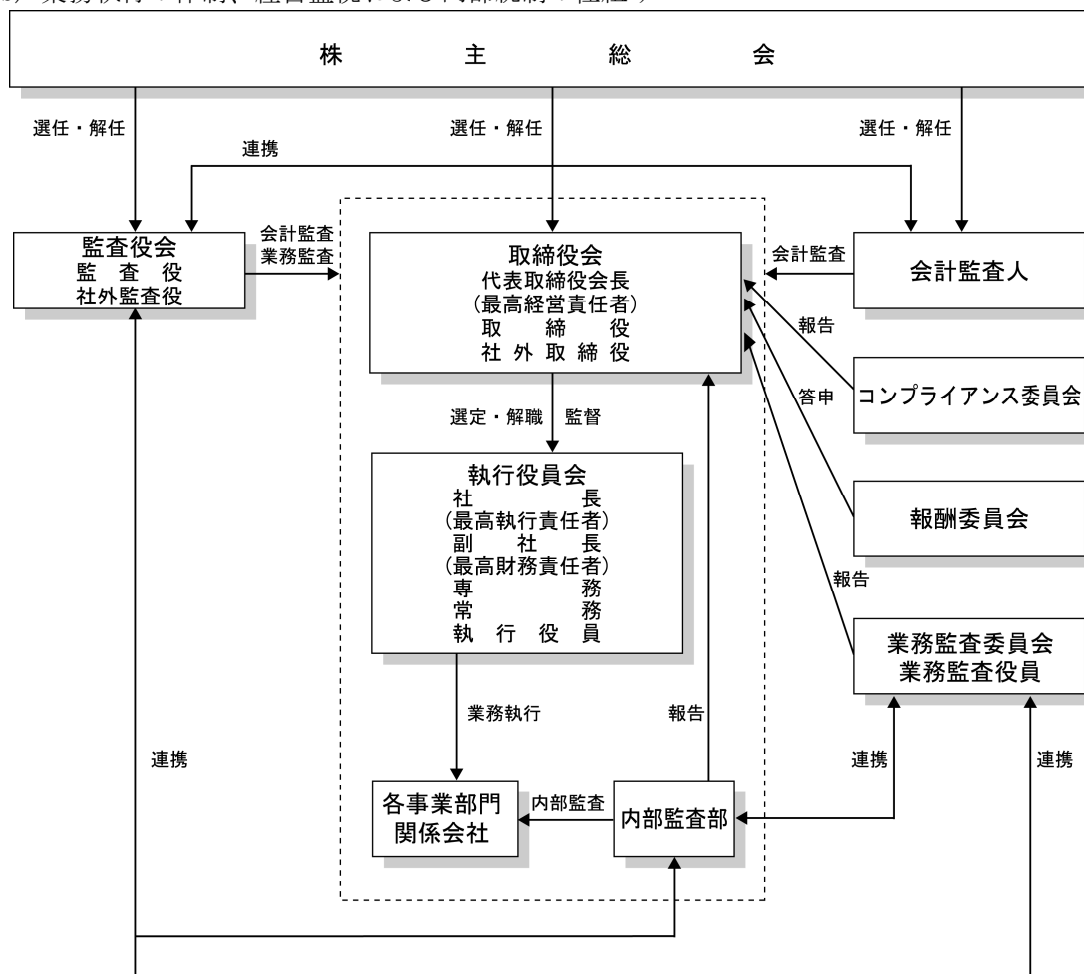 株主総会
選任・解任
選任・解任
選任・解任
連携
監査役会
監査役
社外監査役
会計監査
業務監査
取締役会
代表取締役会長
(最高経営責任者)
取締役
社外取締役
会計監査
会計監査人
報告
コンプライアンス委員会
答申
選定・解職
監督
執行役員会
社長
(最高執行責任者)
副社長
(最高財務責任者)
専務
常務
執行役員
報酬委員会
報告
業務監査委員会
業務監査役員
業務執行
報告
連携
連携
連携
各事業部門
関係会社
内部監査
内部監査部